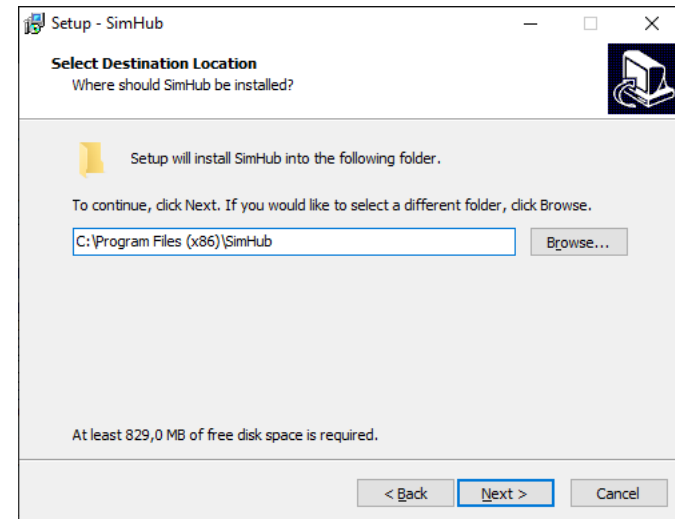 Setup - SimHub
Select Destination Location
Where should SimHub be installed?
Setup will install SimHub into the following folder.
To continue, click Next. If you would like to select a different folder, click Browse.
C:\Program Files (x86)\SimHub
Browse...
At least 829,0 MB of free disk space is required.
< Back Next > Cancel